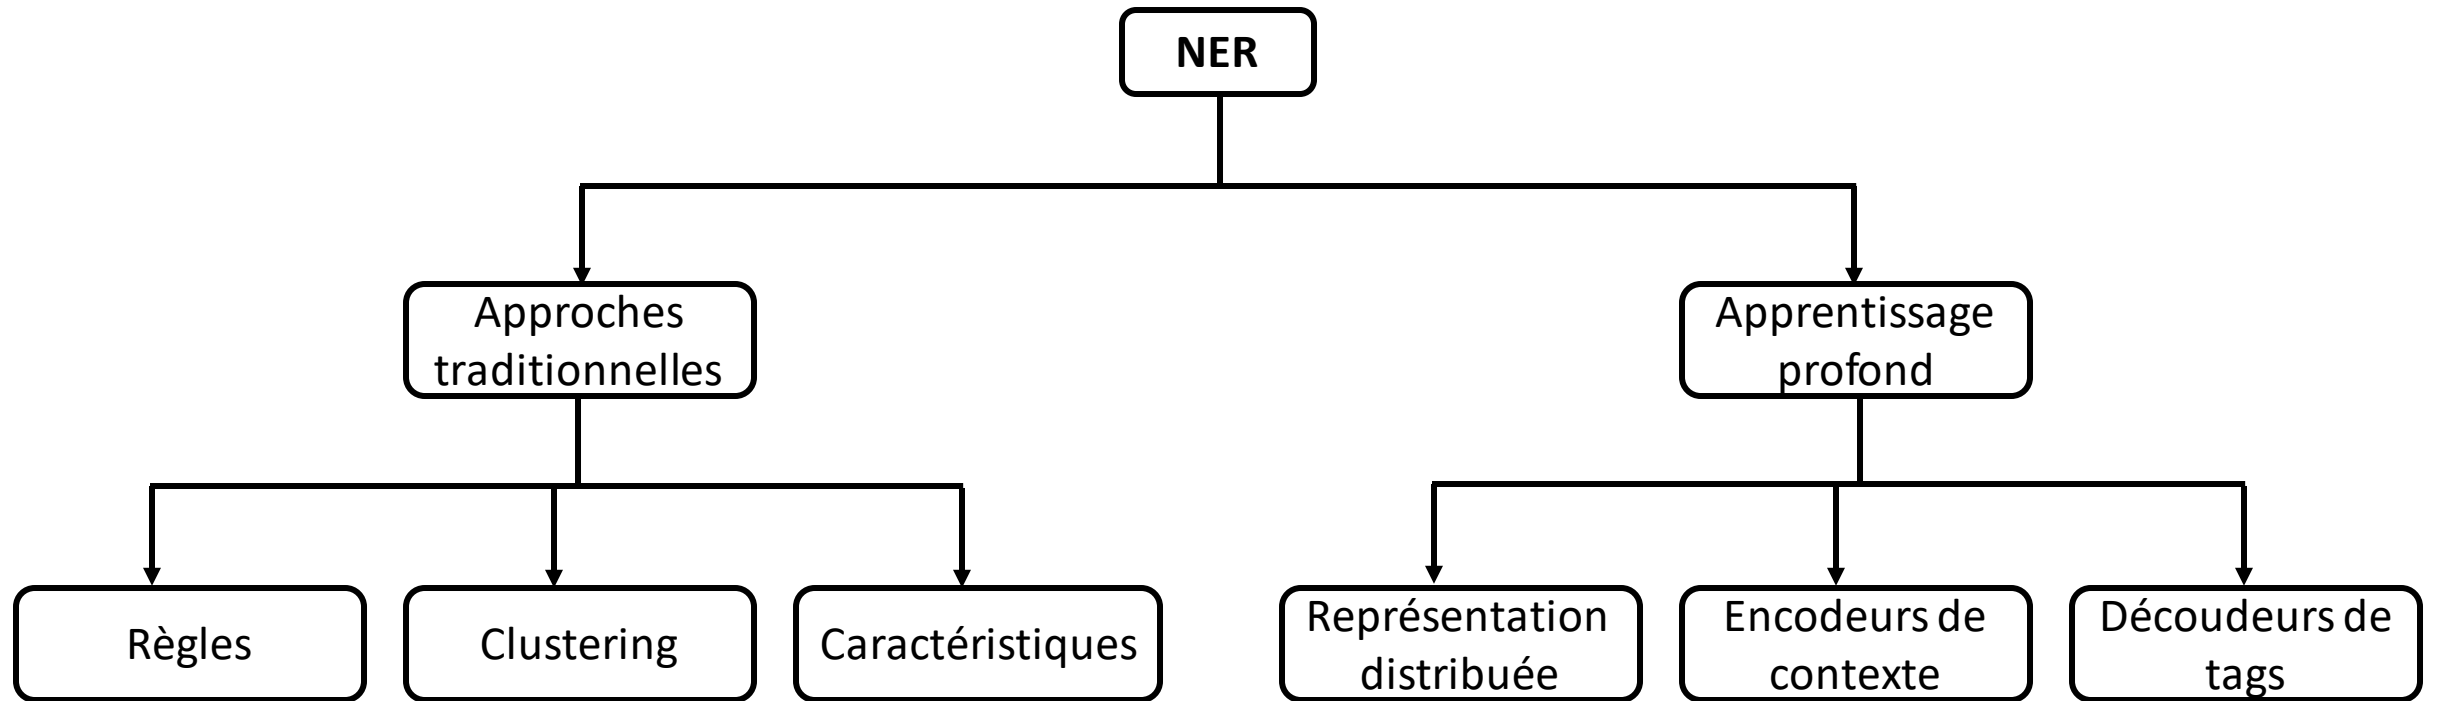 NER
Approches
traditionnelles
Apprentissage
profond
Règles
Clustering
Caractéristiques
Représentation
distribuée
Encodeurs de
contexte
Découdeurs de
tags